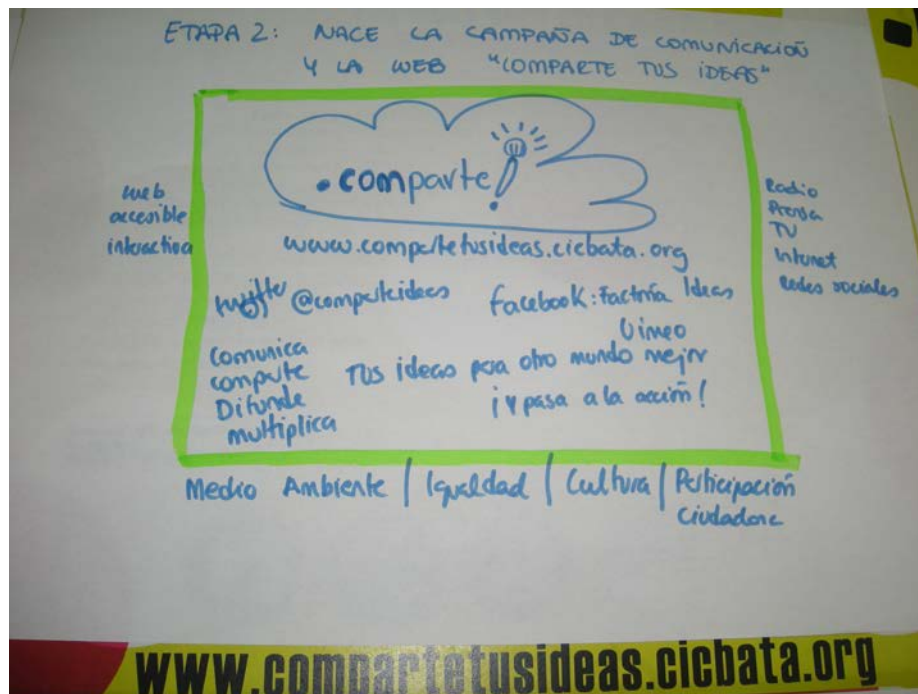 ETAPA 2: NACE LA CAMPAÑA DE COMUNICACIÓN
Y LA WEB "COMPARTE TUS IDEAS"
.comparte!
web
accesible
interactiva
Radio
Prensa
TV
Internet
Redes sociales
www.compartetusideas.cicbata.org
@comparteideas
facebook: Factoría Ideas
Vimeo
comunica
comparte
Difunde
multiplica
TUS ideas para otro mundo mejor
¡Y pasa a la acción!
Medio Ambiente | Igualdad | Cultura | Participación
Ciudadana
www.compartetusideas.cicbata.org